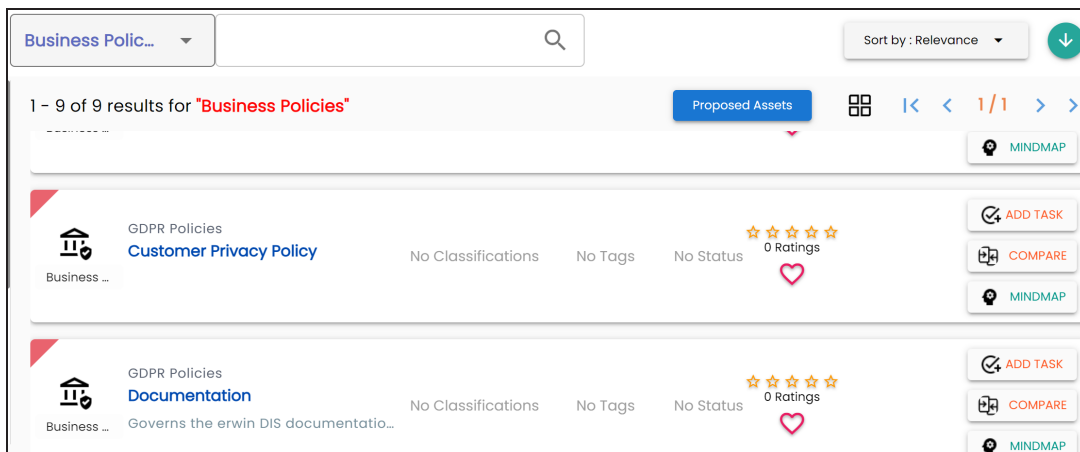 Business Polic...
Sort by : Relevance
1 - 9 of 9 results for "Business Policies"
Proposed Assets
1 / 1
MINDMAP
GDPR Policies
Customer Privacy Policy
Business ...
No Classifications
No Tags
No Status
0 Ratings
ADD TASK
COMPARE
MINDMAP
GDPR Policies
Documentation
Governs the erwin DIS documentatio...
Business ...
No Classifications
No Tags
No Status
0 Ratings
ADD TASK
COMPARE
MINDMAP